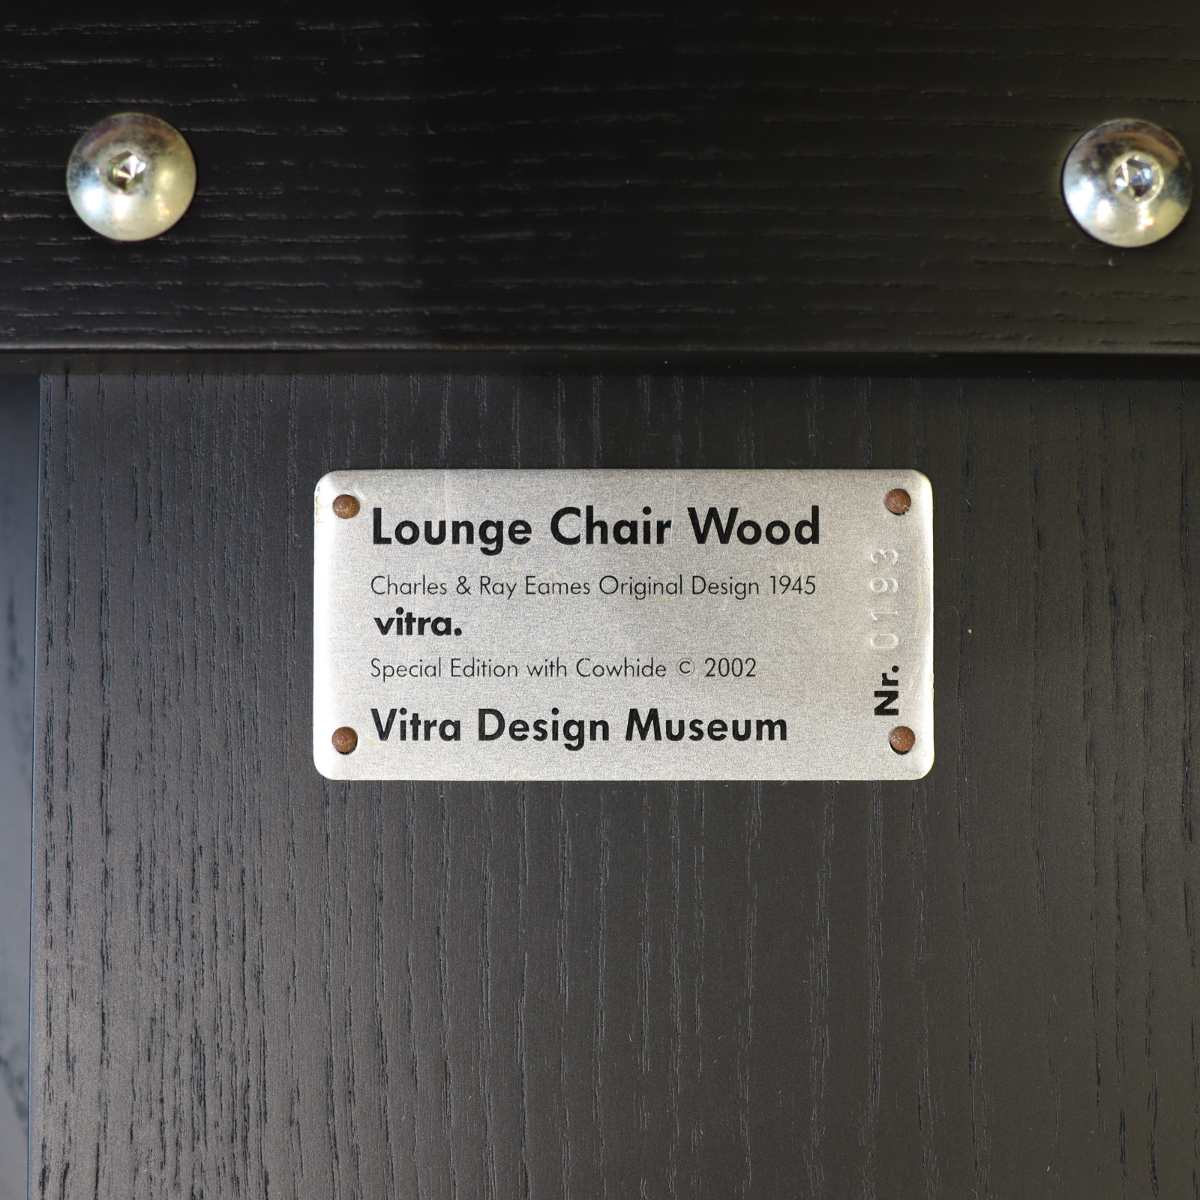 Lounge Chair Wood
Charles & Ray Eames Original Design 1945
vitra.
Special Edition with Cowhide © 2002
Vitra Design Museum
Nr. 0193